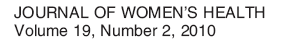 JOURNAL OF WOMEN’S HEALTH
Volume 19, Number 2, 2010